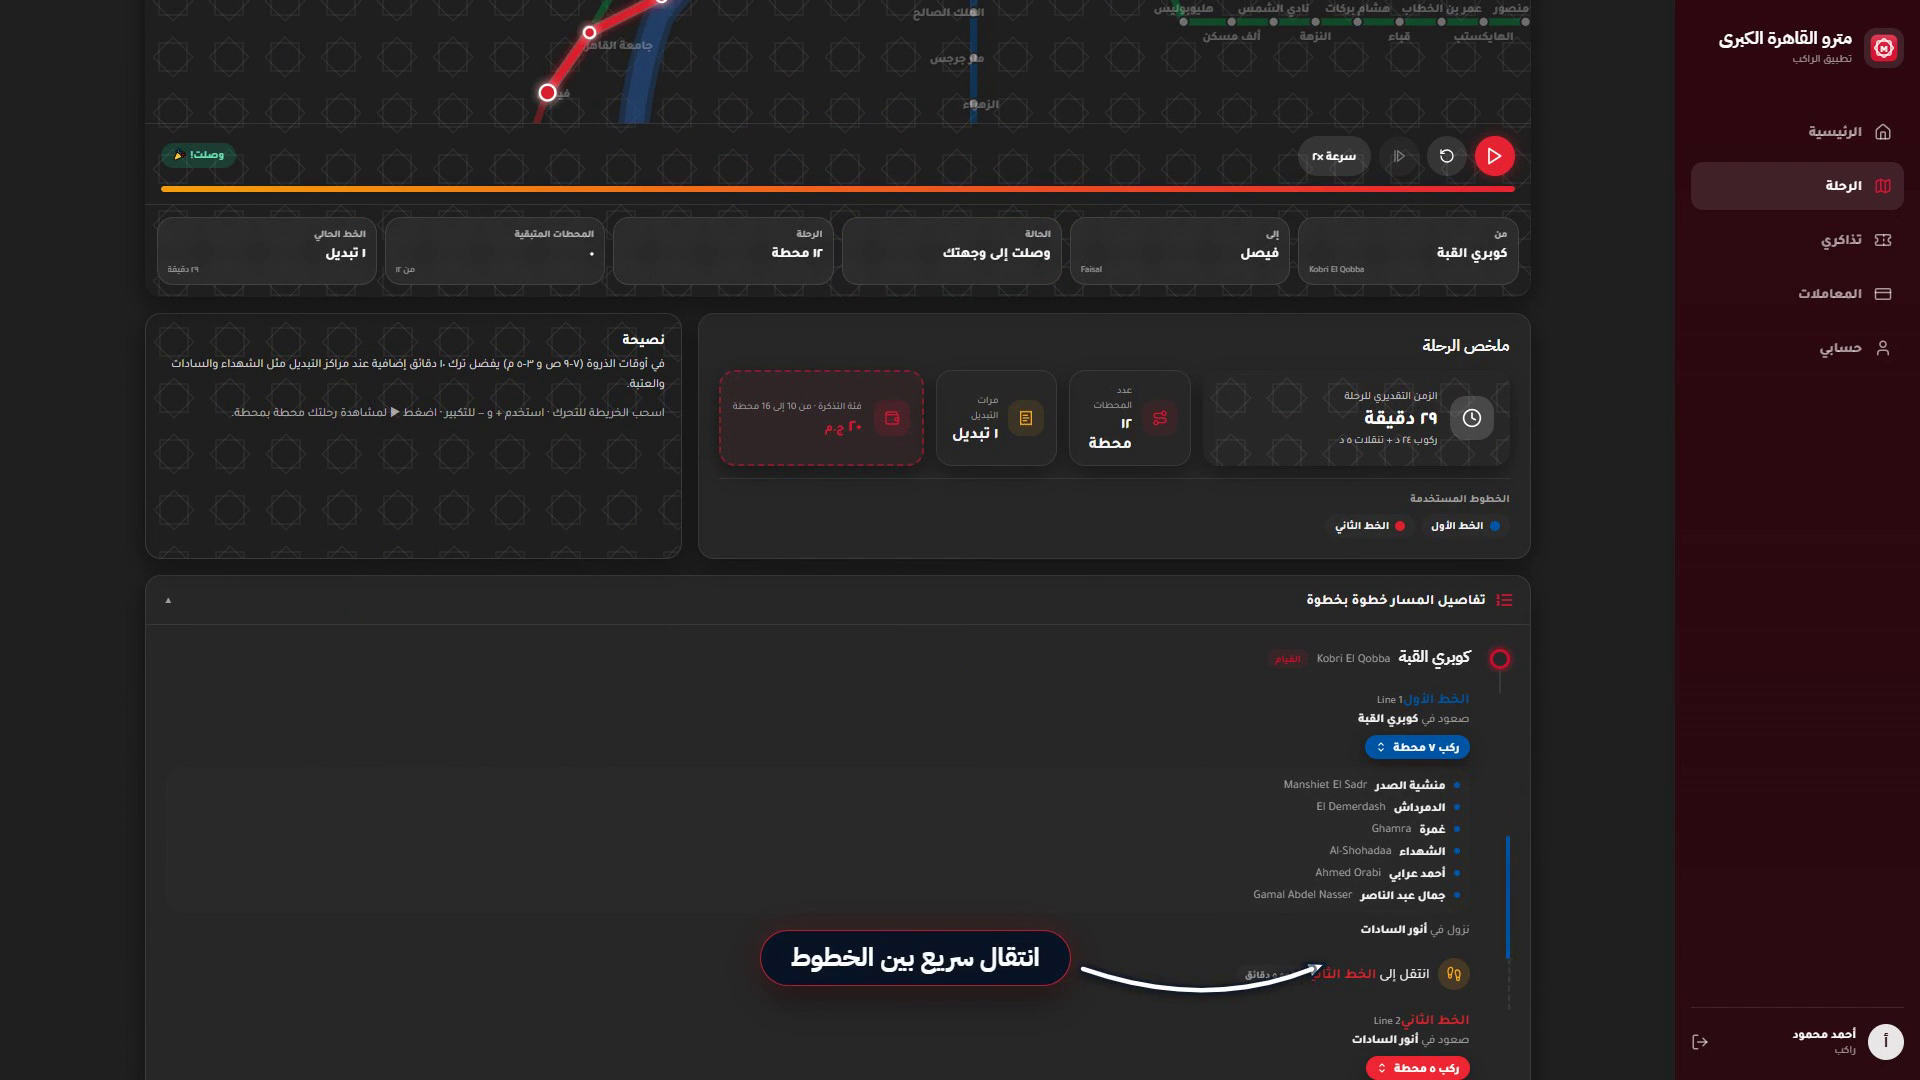 مترو القاهرة الكبرى
تطبيق الراكب
الرئيسية
الرحلة
تذاكري
المعاملات
حسابي
أحمد محمود
راكب
أ
منصور
عمر بن الخطاب
هشام بركات
نادي الشمس
هليوبوليس
الهايكستب
قباء
النزهة
ألف مسكن
الملك الصالح
مار جرجس
الزهراء
جامعة القاهرة
سرعة ×٢
وصلت! 🎉
من
كوبري القبة
Kobri El Qobba
إلى
فيصل
Faisal
الحالة
وصلت إلى وجهتك
الرحلة
١٢ محطة
المحطات المتبقية
٠
من ١٢
الخط الحالي
١ تبديل
٢٩ دقيقة
ملخص الرحلة
الزمن التقديري للرحلة
٢٩ دقيقة
ركوب ٢٤ د + تنقلات ٥ د
عدد المحطات
١٢ محطة
مرات التبديل
١ تبديل
فئة التذكرة · من 10 إلى 16 محطة
٢٠ ج.م
الخطوط المستخدمة
الخط الأول
الخط الثاني
نصيحة
في أوقات الذروة (٧-٩ ص و ٣-٥ م) يفضل ترك ١٠ دقائق إضافية عند مراكز التبديل مثل الشهداء والسادات
والعتبة.
اسحب الخريطة للتحرك · استخدم + و − للتكبير · اضغط ▶ لمشاهدة رحلتك محطة بمحطة.
تفاصيل المسار خطوة بخطوة
كوبري القبة Kobri El Qobba القيام
الخط الأول Line 1
صعود في كوبري القبة
ركب ٧ محطة
منشية الصدر Manshiet El Sadr
الدمرداش El Demerdash
غمرة Ghamra
الشهداء Al-Shohadaa
أحمد عرابي Ahmed Orabi
جمال عبد الناصر Gamal Abdel Nasser
نزول في أنور السادات
انتقل إلى الخط الثاني دقائق
انتقال سريع بين الخطوط
الخط الثاني Line 2
صعود في أنور السادات
ركب ٥ محطة